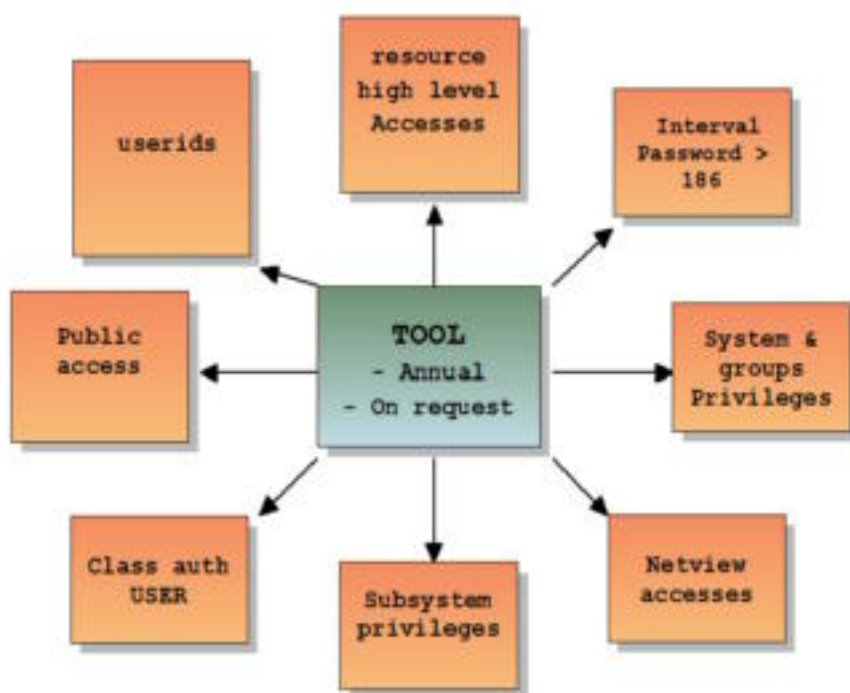 resource
high level
Accesses
userids
Interval
Password >
186
Public
access
TOOL
- Annual
- On request
System &
groups
Privileges
Class auth
USER
Subsystem
privileges
Netview
accesses